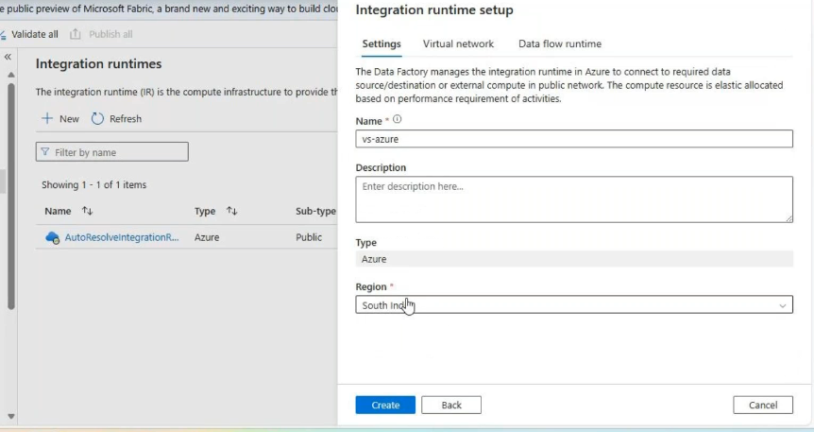 e public preview of Microsoft Fabric, a brand new and exciting way to build clo
Validate all Publish all
Integration runtimes
The integration runtime (IR) is the compute infrastructure to provide th
New Refresh
Filter by name
Showing 1 - 1 of 1 items
Name Type Sub-type
AutoResolveIntegrationR... Azure Public
Integration runtime setup
Settings Virtual network Data flow runtime
The Data Factory manages the integration runtime in Azure to connect to required data
source/destination or external compute in public network. The compute resource is elastic allocated
based on performance requirement of activities.
Name *
vs-azure
Description
Enter description here...
Type
Azure
Region *
South Ind
Create Back Cancel